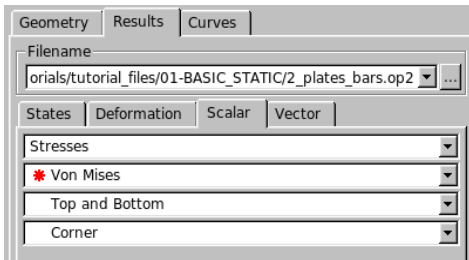 Geometry Results Curves
Filename
orials/tutorial_files/01-BASIC_STATIC/2_plates_bars.op2 ...
States Deformation Scalar Vector
Stresses
Von Mises
Top and Bottom
Corner